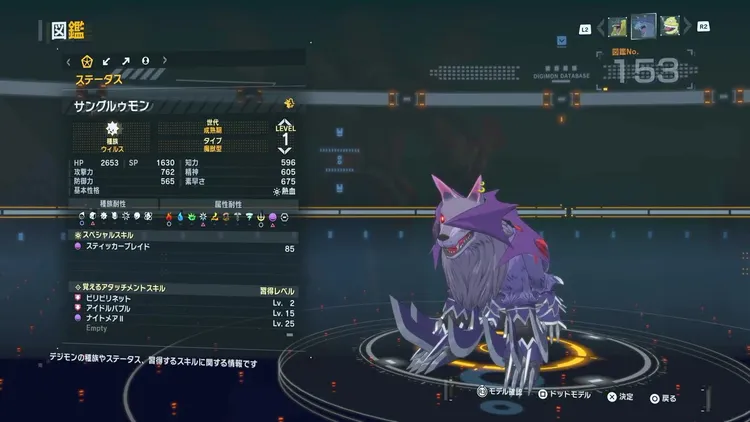 図鑑
L2
R2
図鑑No.
153
DIGIMON DATABASE
ステータス
サングルゥモン
種族
ウイルス
世代
成熟期
タイプ
魔獣型
LEVEL
1
HP 2653 SP 1630 知力 596
攻撃力 762 精神 605
防御力 565 素早さ 675
基本性格 熱血
種族耐性 属性耐性
スペシャルスキル
スティッカーブレイド 85
覚えるアタッチメントスキル 習得レベル
ビリビリネット Lv. 2
アイドルバブル Lv. 15
ナイトメアⅡ Lv. 25
Empty
デジモンの種族やステータス、習得するスキルに関する情報です
R3 モデル確認 ドットモデル 決定 戻る